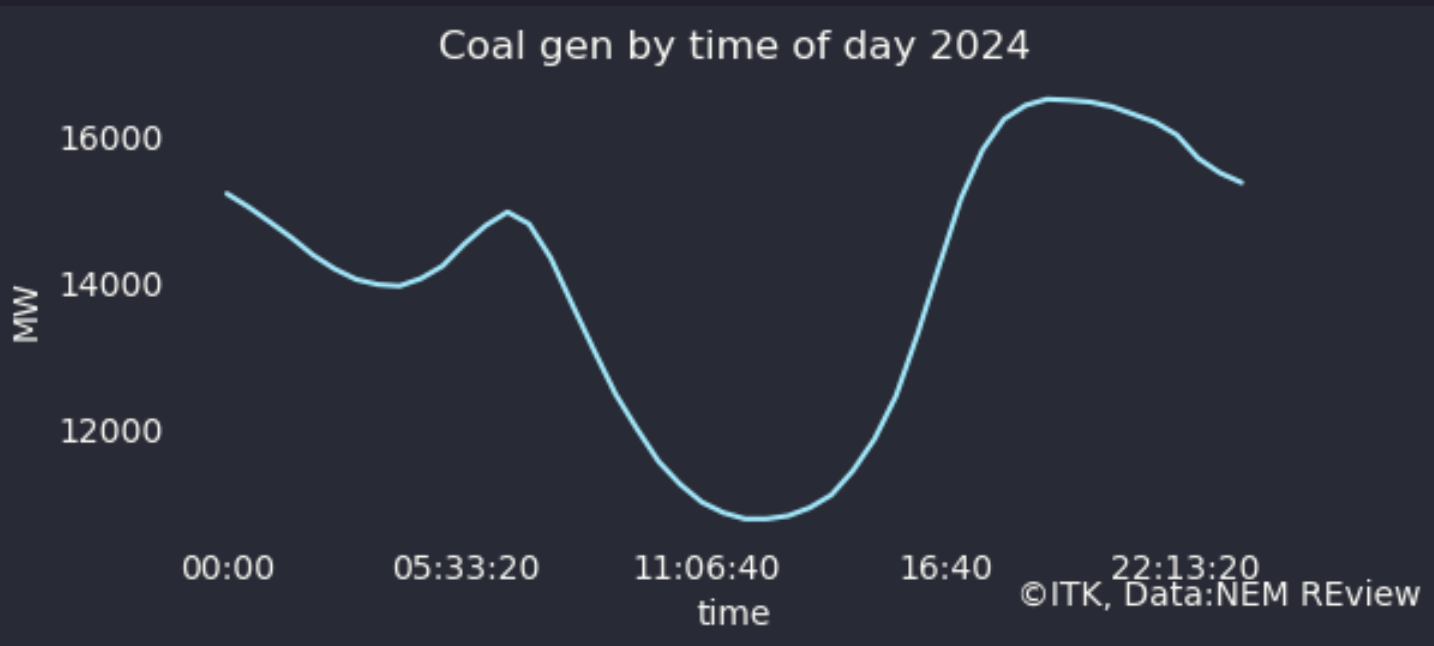 Coal gen by time of day 2024
16000
14000
12000
MW
00:00 05:33:20 11:06:40 16:40 22:13:20
time
©ITK, Data:NEM REview